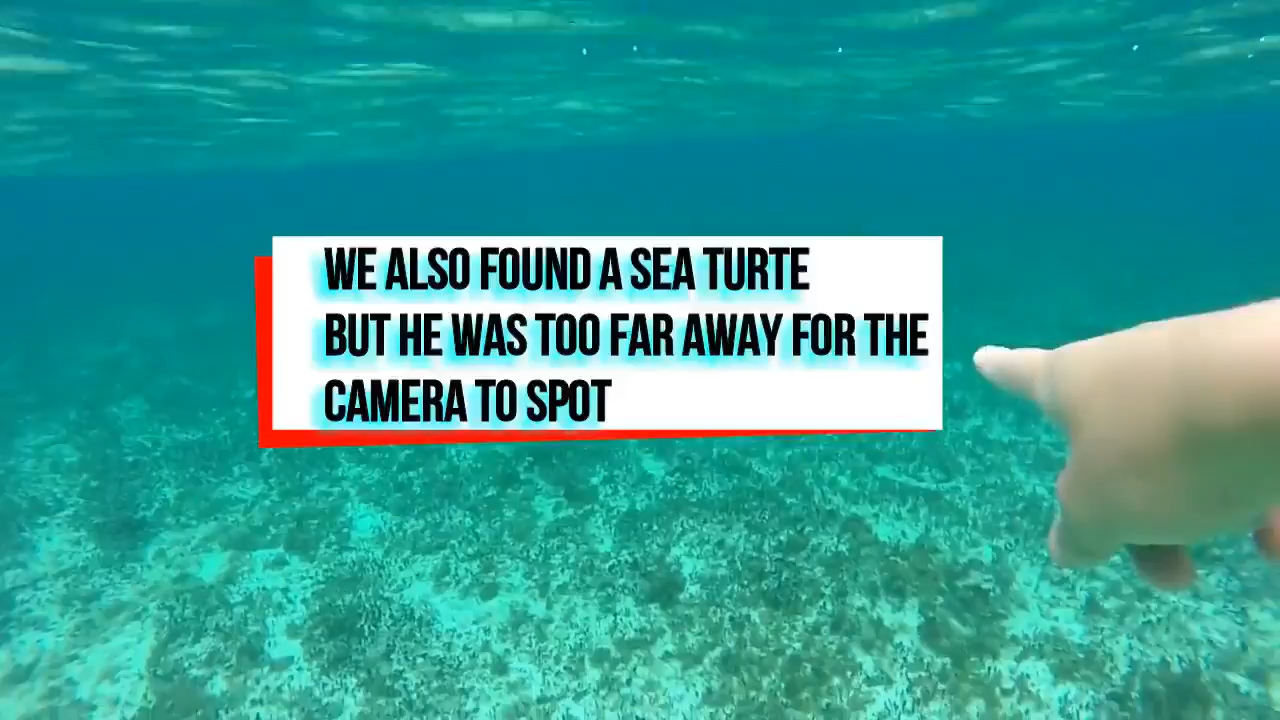 WE ALSO FOUND A SEA TURTE
BUT HE WAS TOO FAR AWAY FOR THE
CAMERA TO SPOT